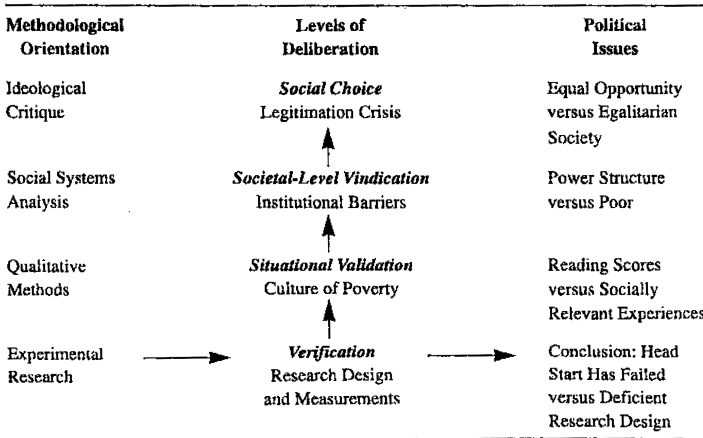 Methodological Orientation
Levels of Deliberation
Political Issues
Ideological Critique
Social Choice
Legitimation Crisis
Equal Opportunity
versus Egalitarian
Society
Social Systems
Analysis
Societal-Level Vindication
Institutional Barriers
Power Structure
versus Poor
Qualitative
Methods
Situational Validation
Culture of Poverty
Reading Scores
versus Socially
Relevant Experiences
Experimental
Research
Verification
Research Design
and Measurements
Conclusion: Head
Start Has Failed
versus Deficient
Research Design